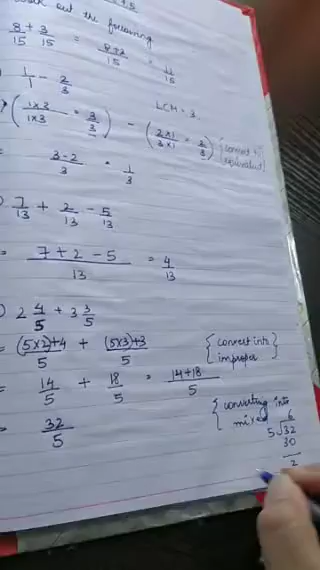 out the following
8/15 + 3/15 = 8+3/15 = 11/15
1/1 - 2/3
LCM = 3
(1×3/1×3 = 3/3) - (2×1/3×1 = 2/3) {convert to equivalent}
= 3-2/3 = 1/3
7/13 + 2/13 - 5/13
= 7+2-5/13 = 4/13
2 4/5 + 3 3/5
= (5×2)+4/5 + (5×3)+3/5 {convert into improper}
= 14/5 + 18/5 = 14+18/5
= 32/5 {converting into
6
5√32
30
2